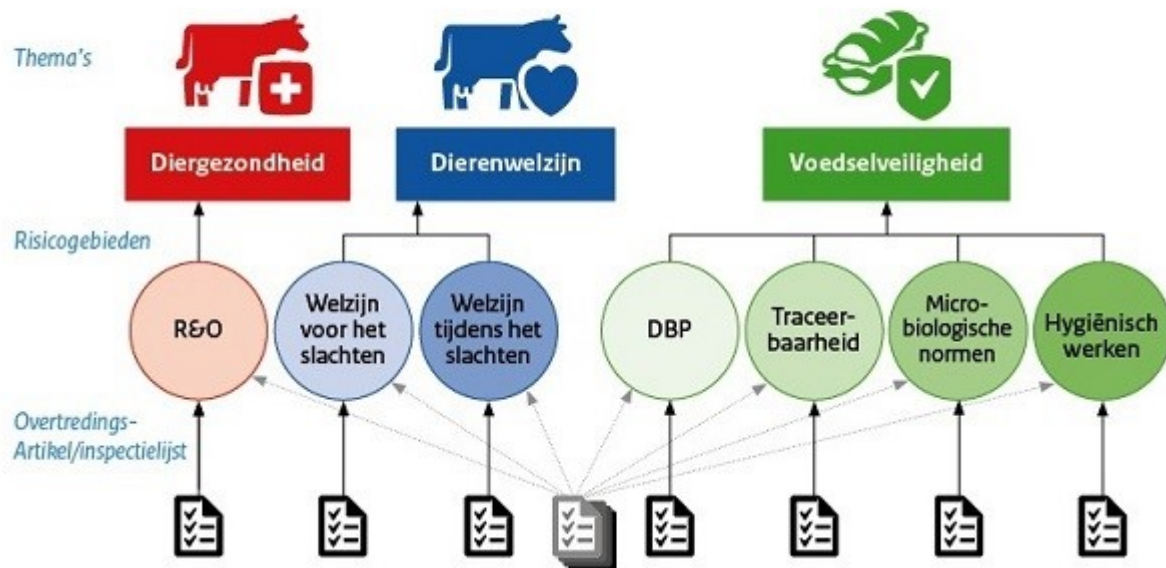 Thema's
Diergezondheid
Dierenwelzijn
Voedselveiligheid
Risicogebieden
R&O
Welzijn
voor het
slachten
Welzijn
tijdens het
slachten
DBP
Traceer-
baarheid
Micro-
biologische
normen
Hygiënisch
werken
Overtredings-
Artikel/inspectielijst